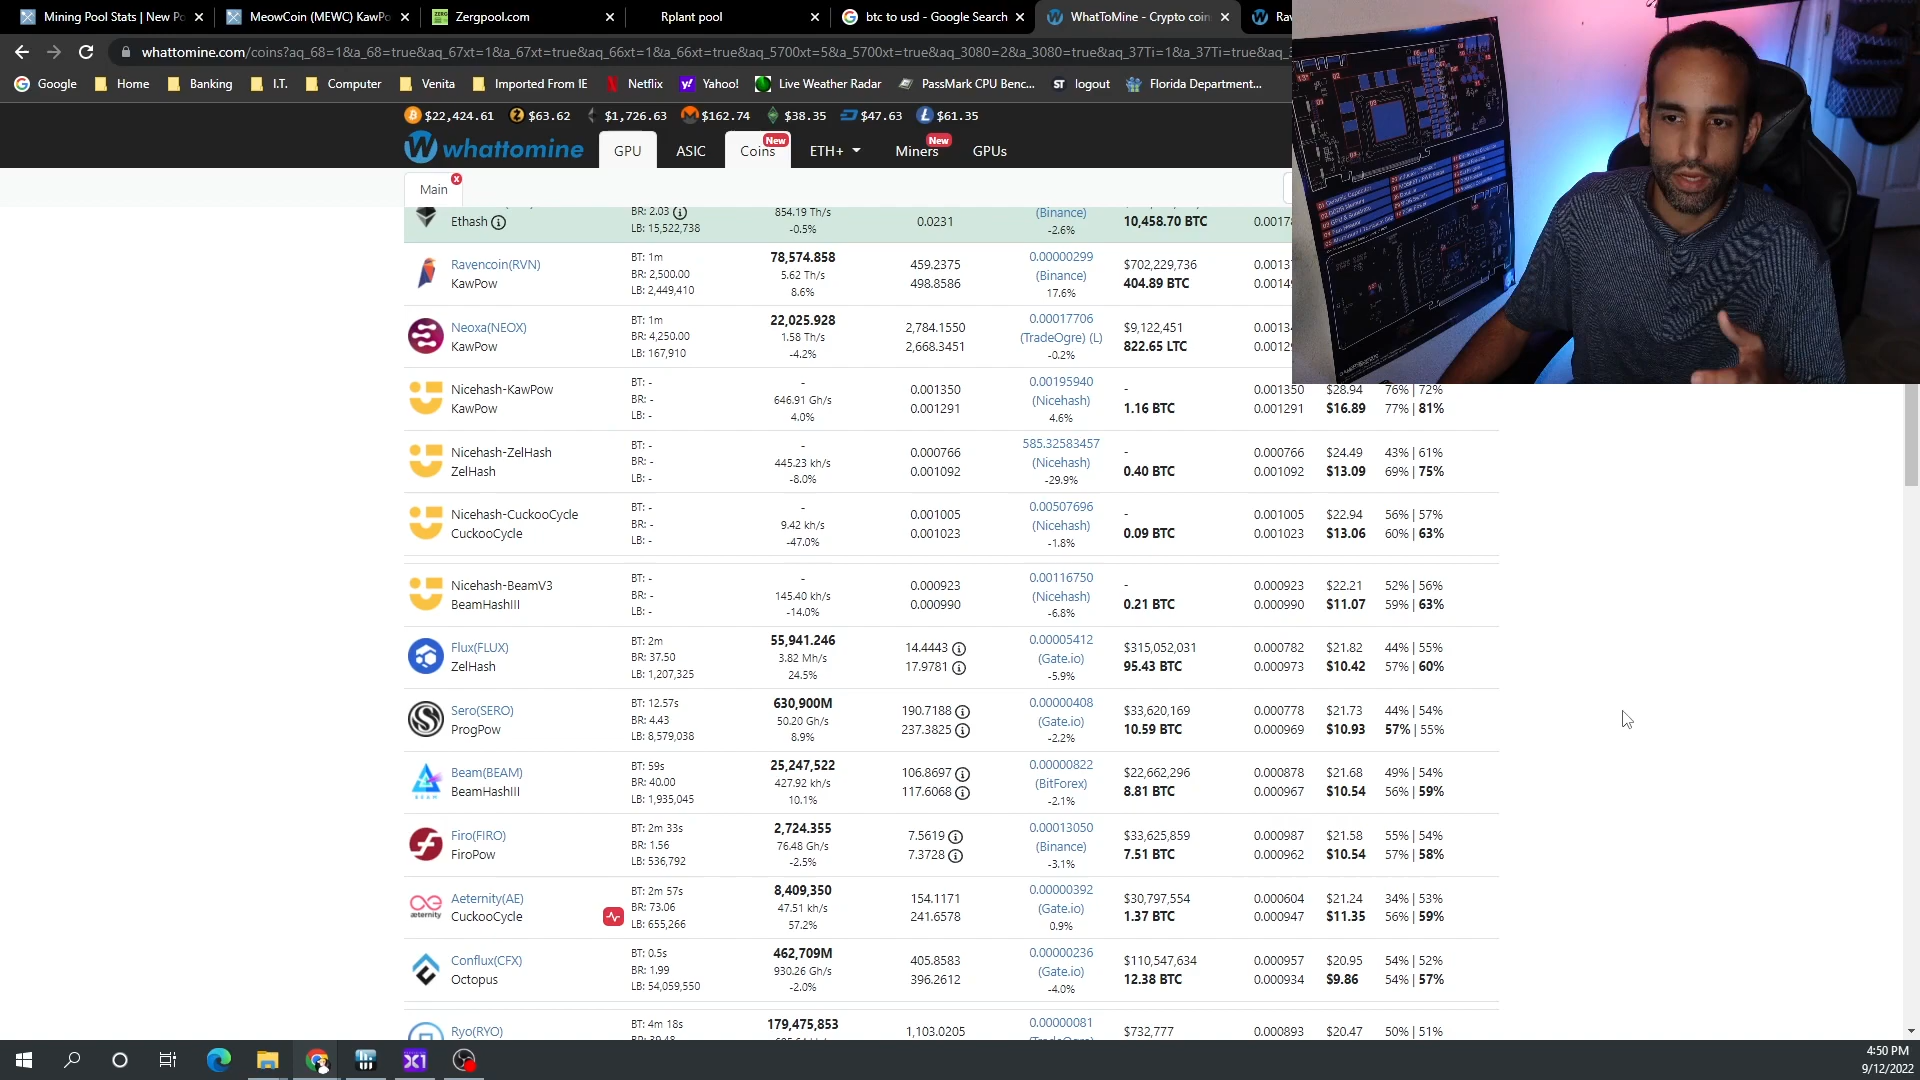 Mining Pool Stats | New Po
MeowCoin (MEWC) KawPo
Zergpool.com
Rplant pool
btc to usd - Google Search
WhatToMine - Crypto coin
Rav
whattomine.com/coins?aq_68=1&a_68=true&aq_67xt=1&a_67xt=true&aq_66xt=1&a_66xt=true&aq_5700xt=5&a_5700xt=true&aq_3080=2&a_3080=true&aq_37Ti=1&a_37Ti=true&aq_3
Google Home Banking I.T. Computer Venita Imported From IE Netflix Yahoo! Live Weather Radar PassMark CPU Benc... ST logout Florida Department...
$22,424.61 $63.62 $1,726.63 $162.74 $38.35 $47.63 $61.35
whattomine GPU ASIC Coins New ETH+ Miners New GPUs
Main
BR: 2.03 854.19 Th/s (Binance)
Ethash 0.0231 10,458.70 BTC
LB: 15,522,738 -0.5% -2.6%
BT: 1m 78,574.858 0.00000299
Ravencoin(RVN) 459.2375 $702,229,736
BR: 2,500.00 5.62 Th/s (Binance)
KawPow 498.8586 404.89 BTC
LB: 2,449,410 8.6% 17.6%
BT: 1m 22,025.928 0.00017706
Neoxa(NEOX) 2,784.1550 $9,122,451
BR: 4,250.00 1.58 Th/s (TradeOgre) (L)
KawPow 2,668.3451 822.65 LTC
LB: 167,910 -4.2% -0.2%
BT: - - 0.00195940
Nicehash-KawPow 0.001350 - 0.001350 $28.94 76% | 72%
BR: - 646.91 Gh/s (Nicehash)
KawPow 0.001291 1.16 BTC 0.001291 $16.89 77% | 81%
LB: - 4.0% 4.6%
BT: - - 585.32583457
Nicehash-ZelHash 0.000766 - 0.000766 $24.49 43% | 61%
BR: - 445.23 kh/s (Nicehash)
ZelHash 0.001092 0.40 BTC 0.001092 $13.09 69% | 75%
LB: - -8.0% -29.9%
BT: - - 0.00507696
Nicehash-CuckooCycle 0.001005 - 0.001005 $22.94 56% | 57%
BR: - 9.42 kh/s (Nicehash)
CuckooCycle 0.001023 0.09 BTC 0.001023 $13.06 60% | 63%
LB: - -47.0% -1.8%
BT: - - 0.00116750
Nicehash-BeamV3 0.000923 - 0.000923 $22.21 52% | 56%
BR: - 145.40 kh/s (Nicehash)
BeamHashIII 0.000990 0.21 BTC 0.000990 $11.07 59% | 63%
LB: - -14.0% -6.8%
BT: 2m 55,941.246 0.00005412
Flux(FLUX) 14.4443 $315,052,031 0.000782 $21.82 44% | 55%
BR: 37.50 3.82 Mh/s (Gate.io)
ZelHash 17.9781 95.43 BTC 0.000973 $10.42 57% | 60%
LB: 1,207,325 24.5% -5.9%
BT: 12.57s 630,900M 0.00000408
Sero(SERO) 190.7188 $33,620,169 0.000778 $21.73 44% | 54%
BR: 4.43 50.20 Gh/s (Gate.io)
ProgPow 237.3825 10.59 BTC 0.000969 $10.93 57% | 55%
LB: 8,579,038 8.9% -2.2%
BT: 59s 25,247,522 0.00000822
Beam(BEAM) 106.8697 $22,662,296 0.000878 $21.68 49% | 54%
BR: 40.00 427.92 kh/s (BitForex)
BeamHashIII 117.6068 8.81 BTC 0.000967 $10.54 56% | 59%
LB: 1,935,045 10.1% -2.1%
BT: 2m 33s 2,724.355 0.00013050
Firo(FIRO) 7.5619 $33,625,859 0.000987 $21.58 55% | 54%
BR: 1.56 76.48 Gh/s (Binance)
FiroPow 7.3728 7.51 BTC 0.000962 $10.54 57% | 58%
LB: 536,792 -2.5% -3.1%
BT: 2m 57s 8,409,350 0.00000392
Aeternity(AE) 154.1171 $30,797,554 0.000604 $21.24 34% | 53%
BR: 73.06 47.51 kh/s (Gate.io)
æternity CuckooCycle 241.6578 1.37 BTC 0.000947 $11.35 56% | 59%
LB: 655,266 57.2% 0.9%
BT: 0.5s 462,709M 0.00000236
Conflux(CFX) 405.8583 $110,547,634 0.000957 $20.95 54% | 52%
BR: 1.99 930.26 Gh/s (Gate.io)
Octopus 396.2612 12.38 BTC 0.000934 $9.86 54% | 57%
LB: 54,059,550 -2.0% -4.0%
BT: 4m 18s 179,475,853 0.00000081
Ryo(RYO) 1,103.0205 $732,777 0.000893 $20.47 50% | 51%
4:50 PM
9/12/2022